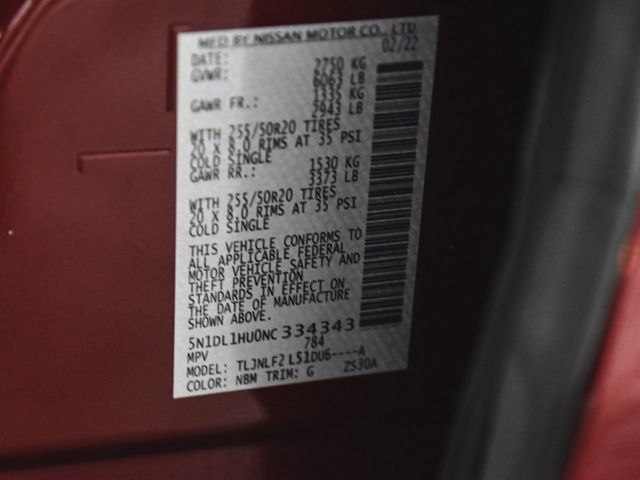 MFD BY NISSAN MOTOR CO., LTD
DATE: 02/22
GVWR: 2750 KG
6063 LB
GAWR FR.: 1335 KG
2943 LB
WITH 255/50R20 TIRES
20 X 8.0 RIMS AT 35 PSI
COLD SINGLE
GAWR RR.: 1530 KG
3373 LB
WITH 255/50R20 TIRES
20 X 8.0 RIMS AT 35 PSI
COLD SINGLE
THIS VEHICLE CONFORMS TO
ALL APPLICABLE FEDERAL
MOTOR VEHICLE SAFETY AND
THEFT PREVENTION
STANDARDS IN EFFECT ON
THE DATE OF MANUFACTURE
SHOWN ABOVE.
5N1DL1HU0NC334343
MPV 784
MODEL: TLJNLF2 L51DU6----A
COLOR: NBM TRIM: G ZS30A